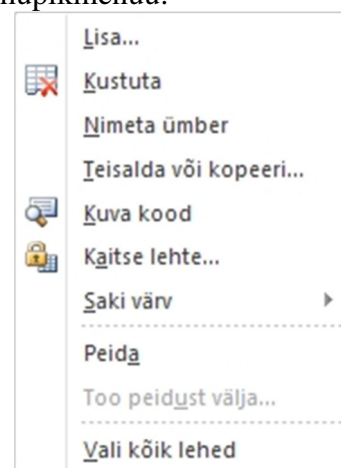 Lisa...
Kustuta
Nimeta ümber
Teisalda või kopeeri...
Kuva kood
Kaitse lehte...
Saki värv
Peida
Too peidust välja...
Vali kõik lehed